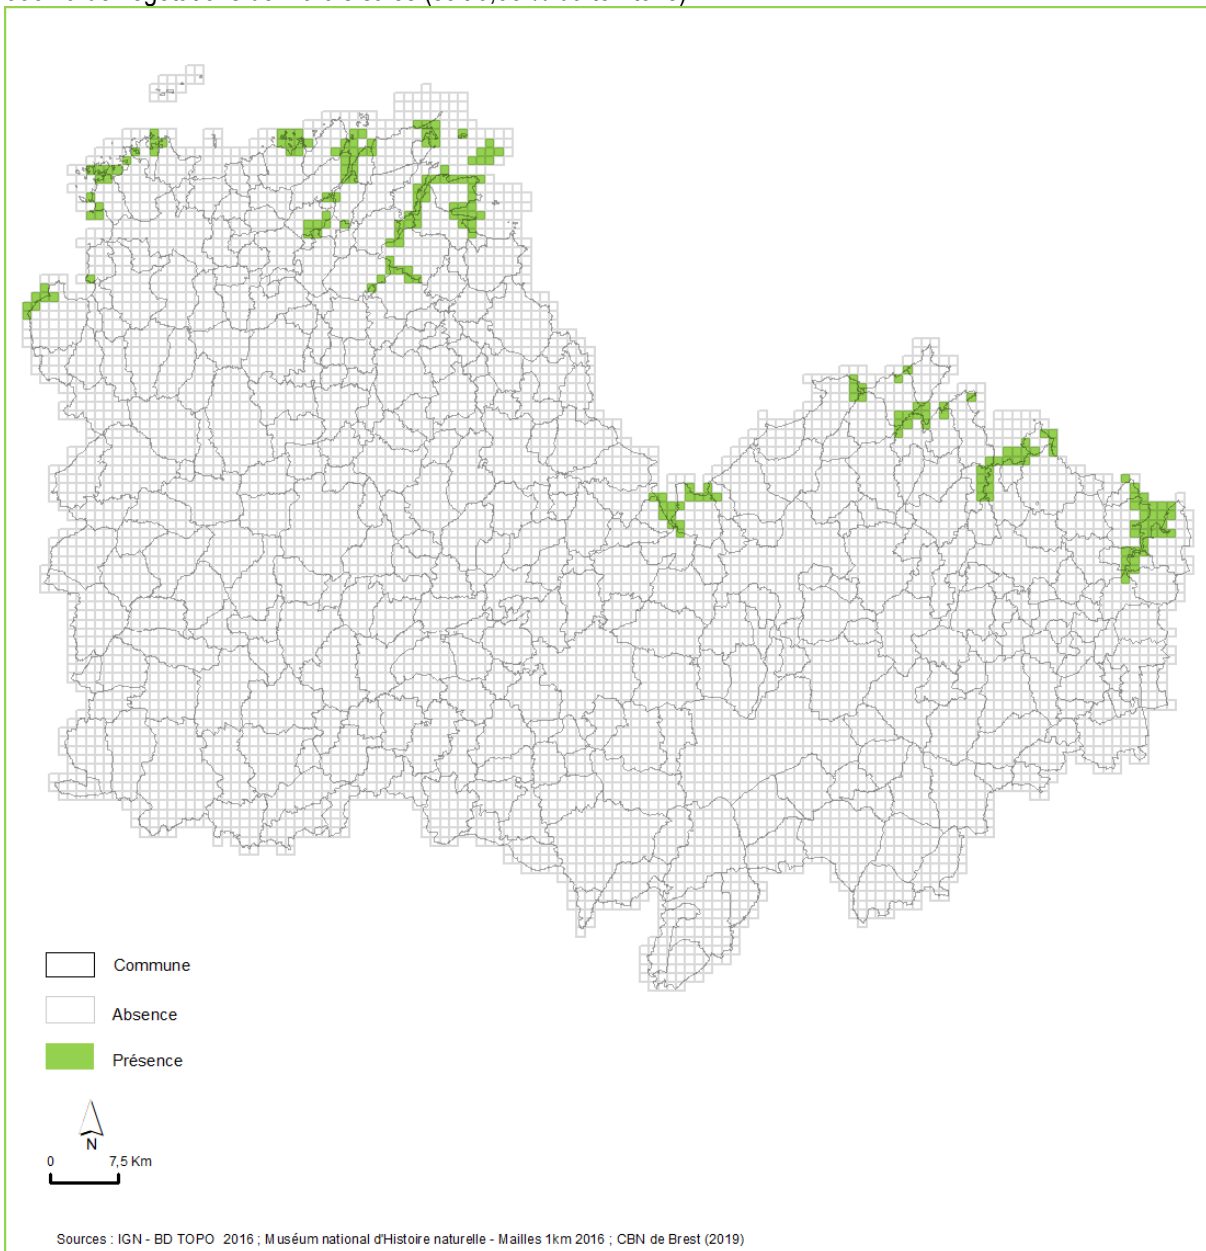 Commune
Absence
Présence
N
0 7,5 Km
Sources : IGN - BD TOPO 2016 ; Muséum national d'Histoire naturelle - Mailles 1km 2016 ; CBN de Brest (2019)